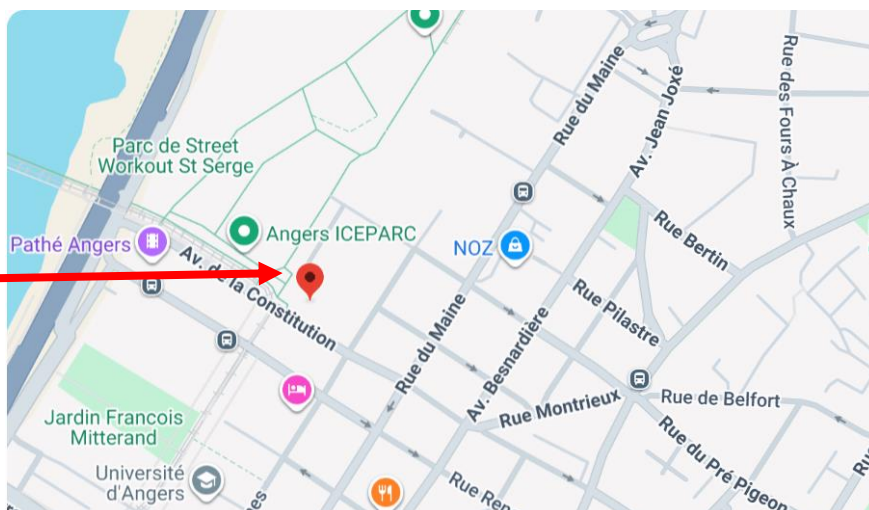 Rue du Maine
Av. Jean Joxé
Rue des Fours À Chaux
Parc de Street
Workout St Serge
Pathé Angers
Angers ICEPARC
NOZ
Rue Bertin
Av. de la Constitution
Rue Pilastre
Rue du Maine
Av. Besnardière
Rue Montrieux
Rue de Belfort
Jardin Francois
Mitterand
Rue du Pré Pigeon
Université
d'Angers